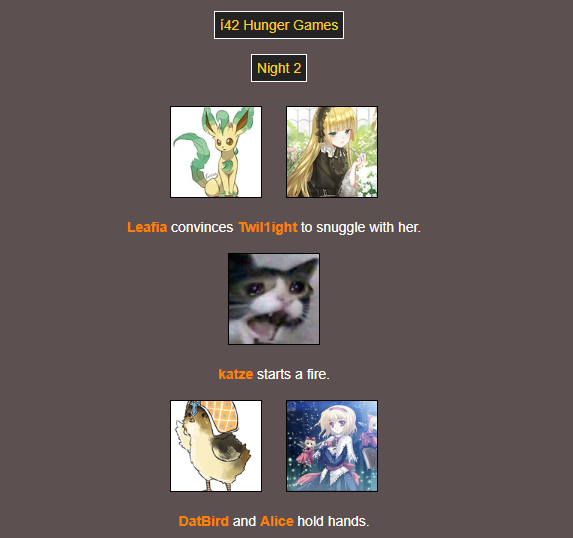 í42 Hunger Games
Night 2
Leafia convinces Twil1ight to snuggle with her.
katze starts a fire.
DatBird and Alice hold hands.